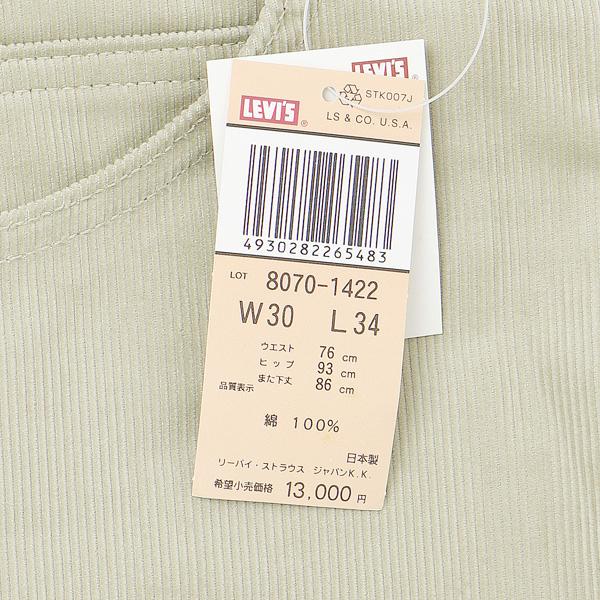 LEVI'S
LEVI'S ® STK007J
LS & CO. U.S.A.
4930282265483
LOT 8070-1422
W30 L34
ウエスト 76 cm
ヒップ 93 cm
また下丈 86 cm
品質表示
綿 100%
日本製
リーバイ・ストラウス ジャパンK.K.
希望小売価格 13,000 円